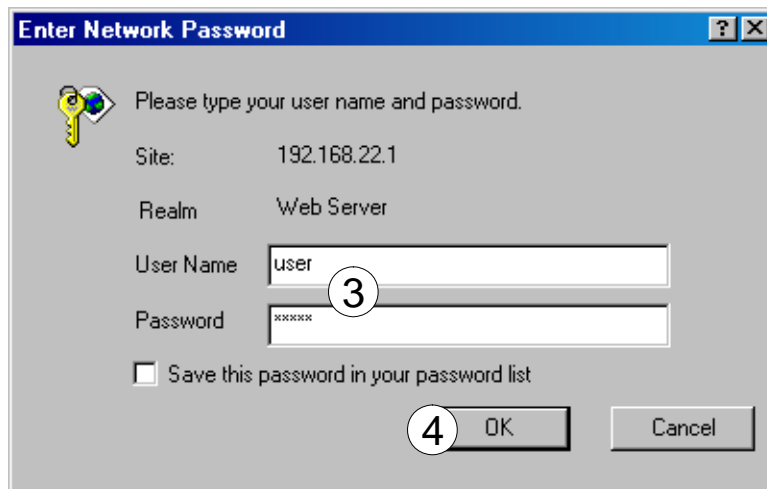 Enter Network Password
Please type your user name and password.
Site: 192.168.22.1
Realm Web Server
User Name user
3
Password *****
Save this password in your password list
4 OK Cancel